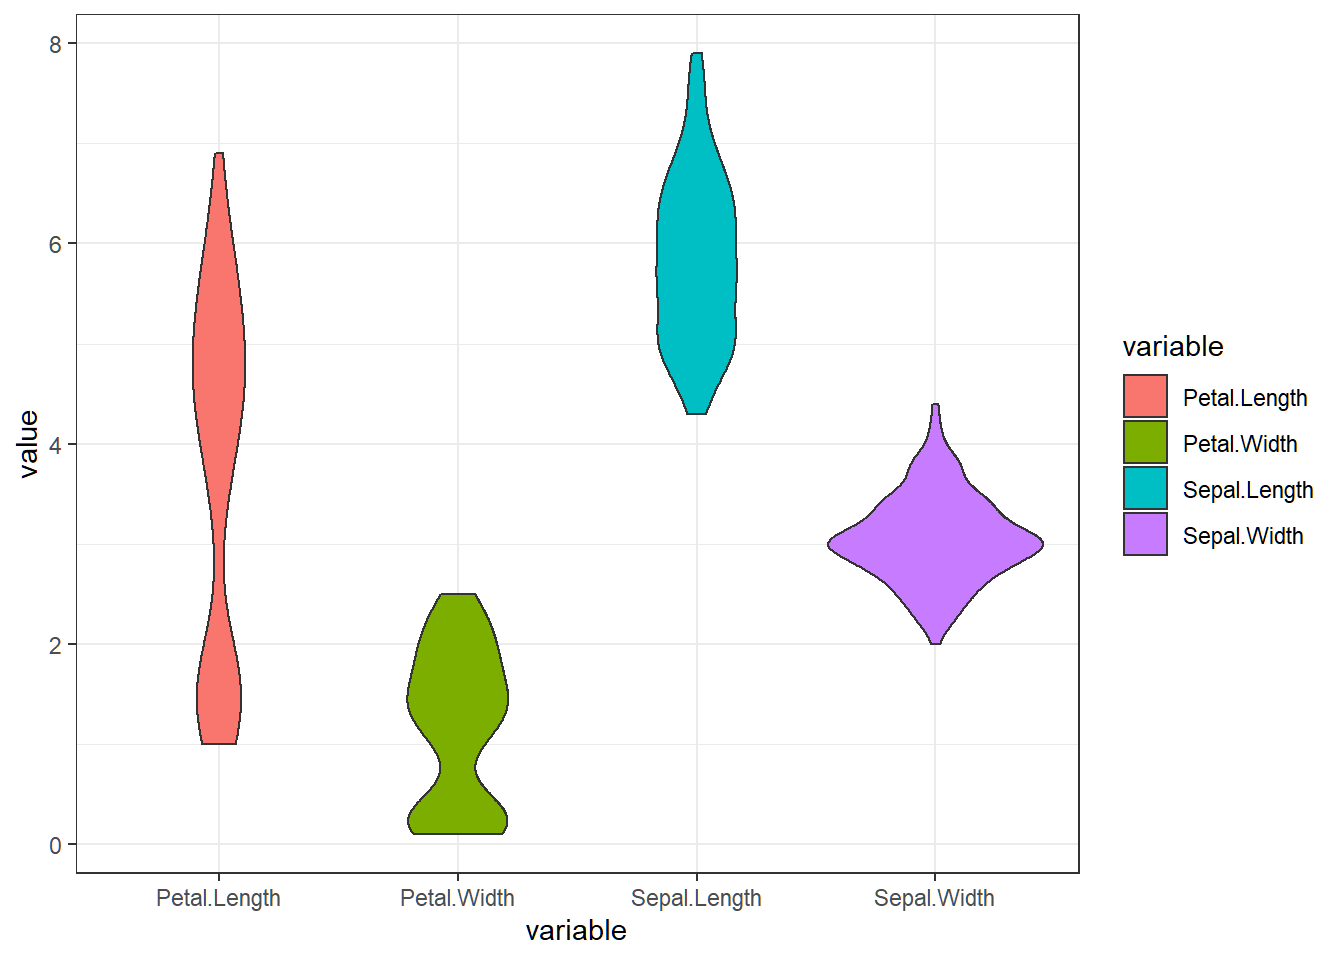 8
6
4
2
0
value
Petal.Length
Petal.Width
Sepal.Length
Sepal.Width
variable
variable
Petal.Length
Petal.Width
Sepal.Length
Sepal.Width